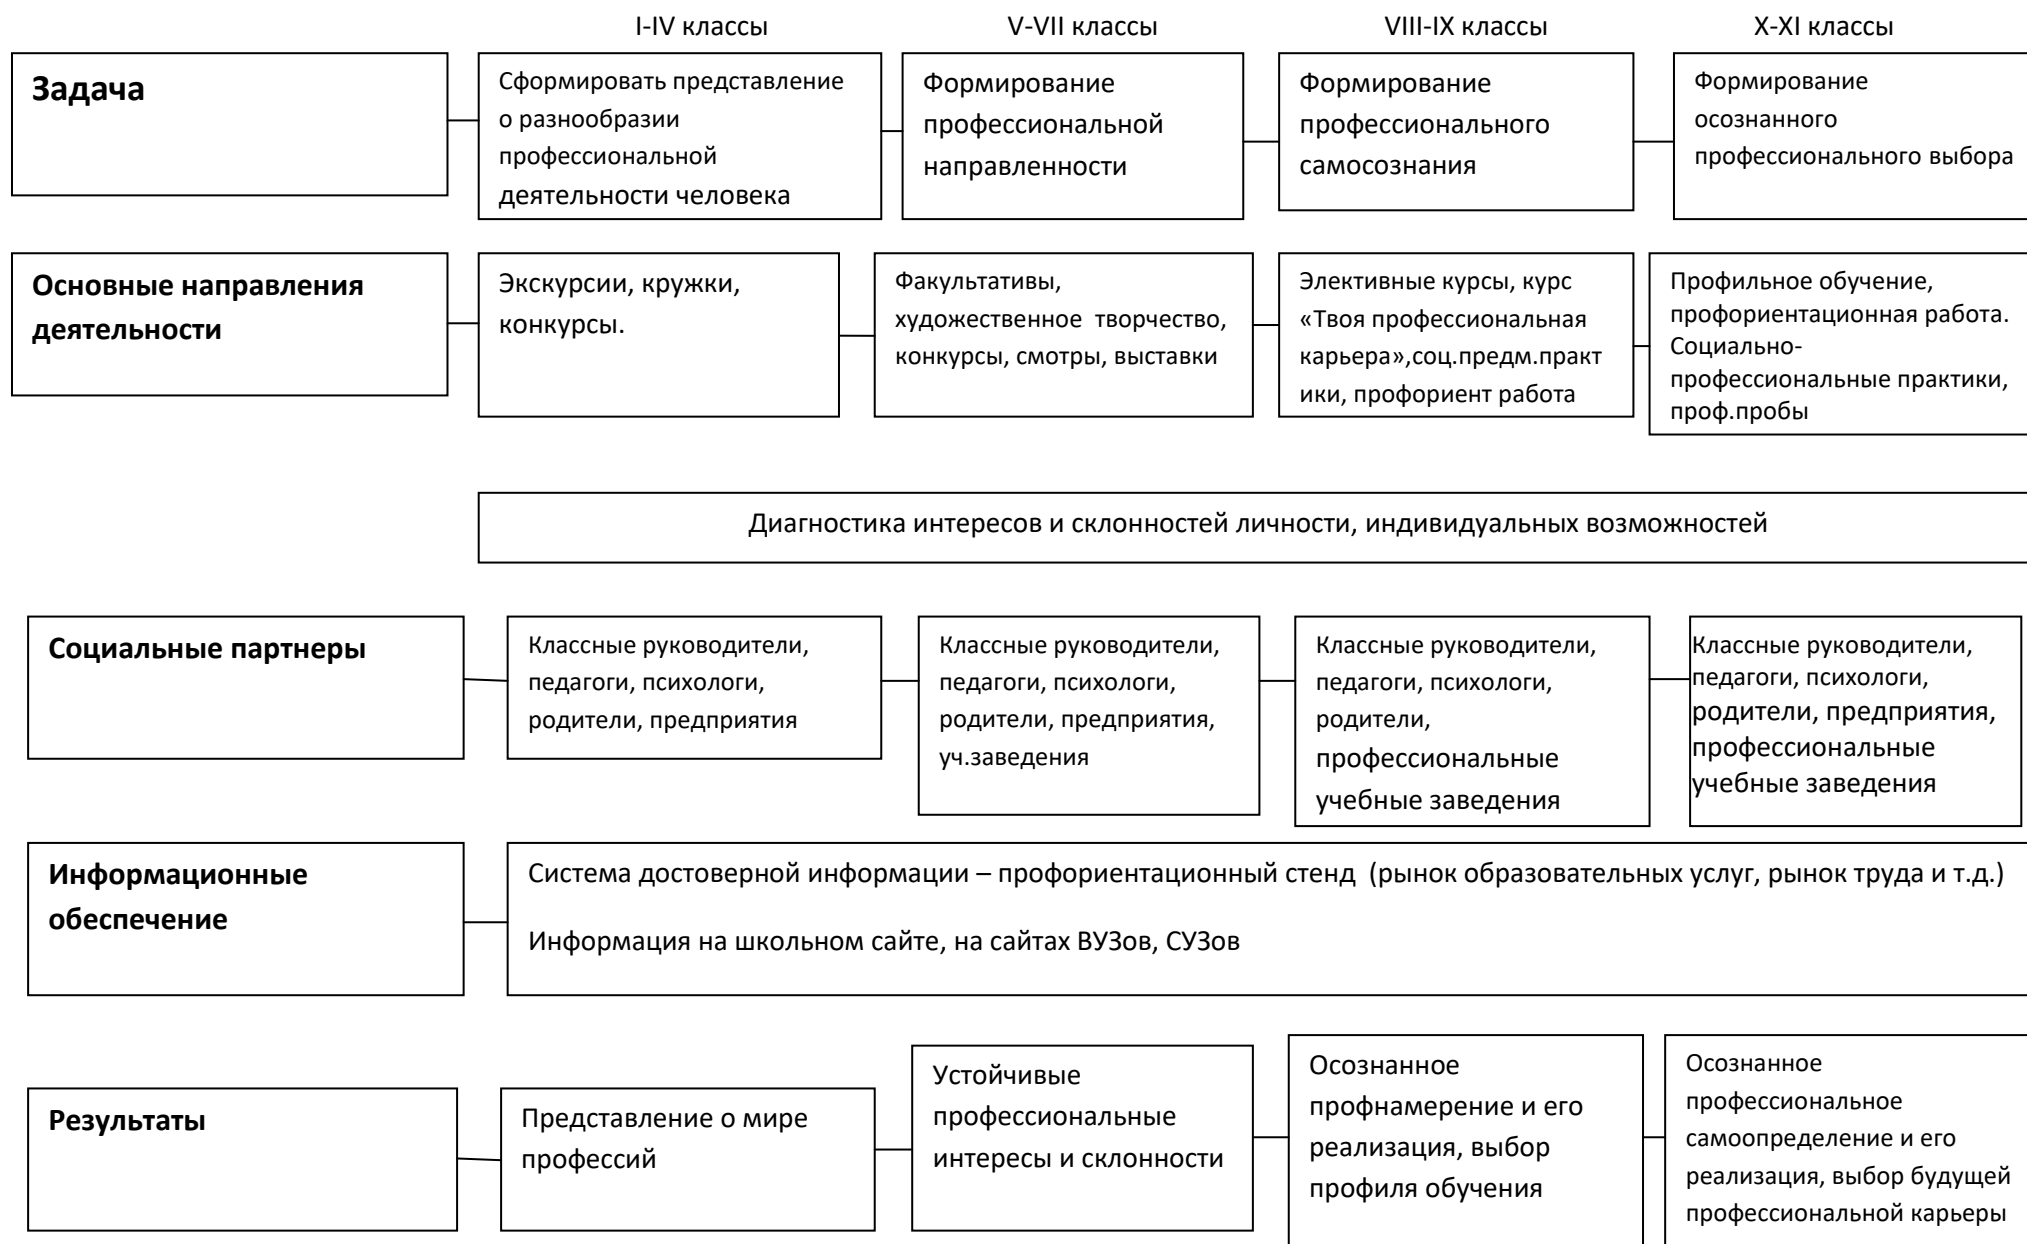 I-IV классы
V-VII классы
VIII-IX классы
X-XI классы
Задача
Сформировать представление
о разнообразии
профессиональной
деятельности человека
Формирование
профессиональной
направленности
Формирование
профессионального
самосознания
Формирование
осознанного
профессионального выбора
Основные направления
деятельности
Экскурсии, кружки,
конкурсы.
Факультативы,
художественное творчество,
конкурсы, смотры, выставки
Элективные курсы, курс
«Твоя профессиональная
карьера»,соц.предм.практ
ики, профориент работа
Профильное обучение,
профориентационная работа.
Социально-
профессиональные практики,
проф.пробы
Диагностика интересов и склонностей личности, индивидуальных возможностей
Социальные партнеры
Классные руководители,
педагоги, психологи,
родители, предприятия
Классные руководители,
педагоги, психологи,
родители, предприятия,
уч.заведения
Классные руководители,
педагоги, психологи,
родители,
профессиональные
учебные заведения
Классные руководители,
педагоги, психологи,
родители, предприятия,
профессиональные
учебные заведения
Информационные
обеспечение
Система достоверной информации – профориентационный стенд (рынок образовательных услуг, рынок труда и т.д.)
Информация на школьном сайте, на сайтах ВУЗов, СУЗов
Результаты
Представление о мире
профессий
Устойчивые
профессиональные
интересы и склонности
Осознанное
профнамерение и его
реализация, выбор
профиля обучения
Осознанное
профессиональное
самоопределение и его
реализация, выбор будущей
профессиональной карьеры